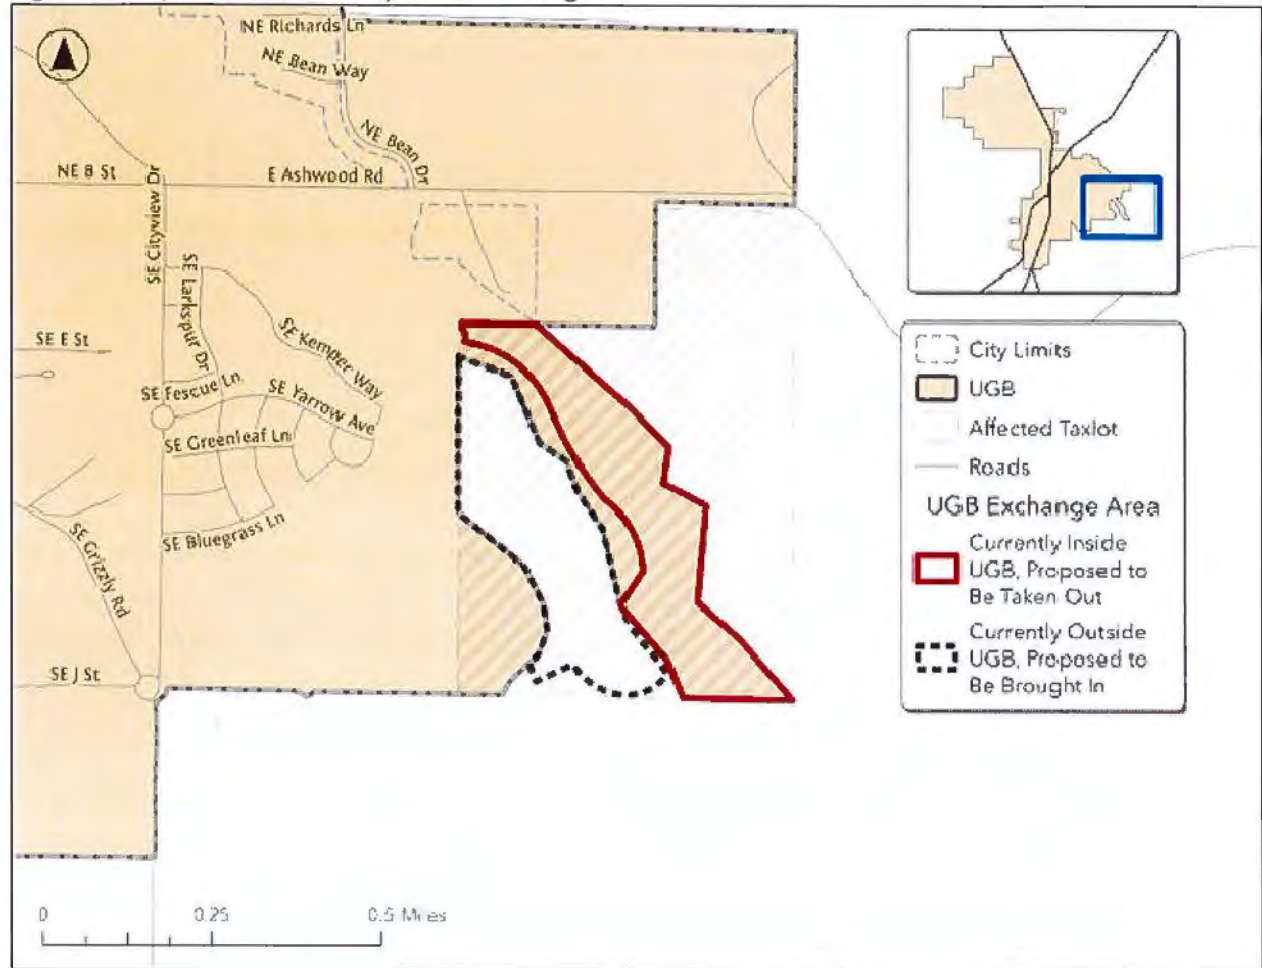 NE Richards Ln
NE Bean Way
NE Bean Dr
NE B St
E Ashwood Rd
SE Cityview Dr
SE Larkspur Dr
SE Kemper Way
SE E St
SE Fescue Ln
SE Yarrow Ave
SE Greenleaf Ln
SE Bluegrass Ln
SE Grizzly Rd
SE J St
City Limits
UGB
Affected Taxlot
Roads
UGB Exchange Area
Currently Inside
UGB, Proposed to
Be Taken Out
Currently Outside
UGB, Proposed to
Be Brought In
0 0.25 0.5 Miles